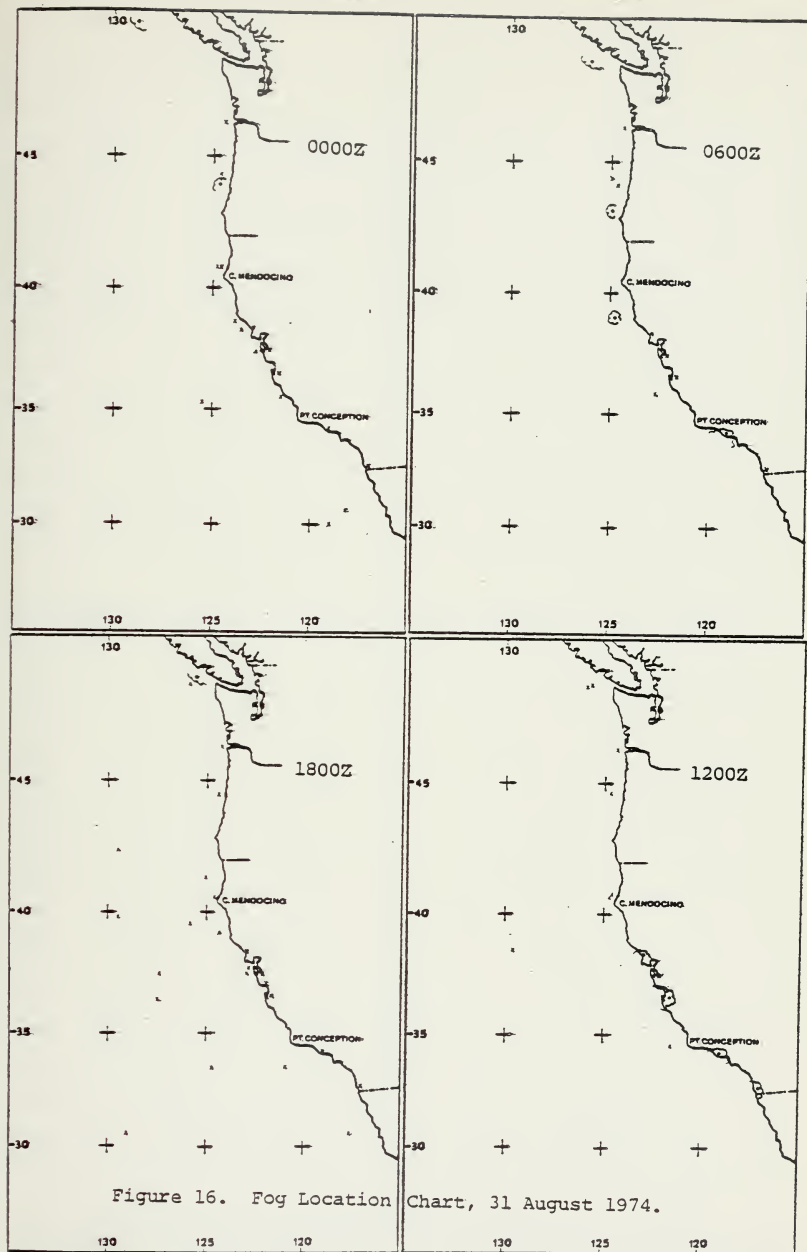 130
45
0000Z
C. MENDOCINO
40
35
PT. CONCEPTION
30
130 125 120
130
45
0600Z
C. MENDOCINO
40
35
PT. CONCEPTION
30
130 125 120
130
45
1800Z
C. MENDOCINO
40
35
PT. CONCEPTION
30
130 125 120
130
45
1200Z
C. MENDOCINO
40
35
PT. CONCEPTION
30
130 125 120
Figure 16. Fog Location Chart, 31 August 1974.